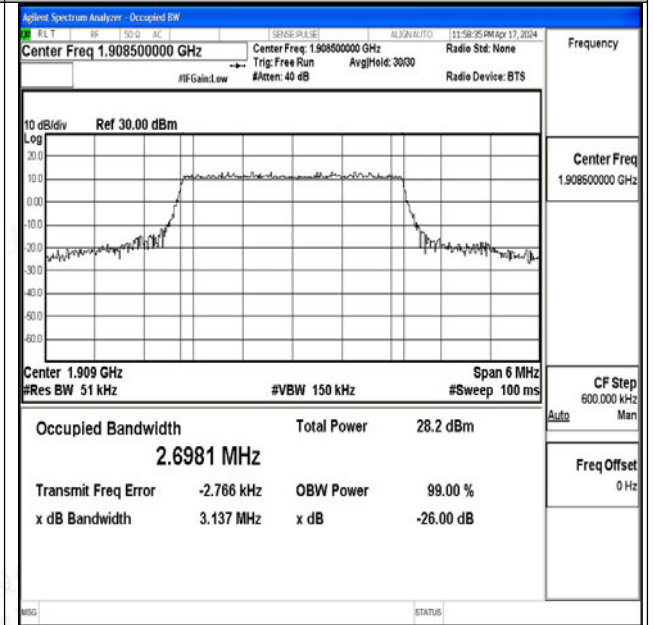 Agilent Spectrum Analyzer - Occupied BW
RLT RF 50 Ω AC SENSE:PULSE ALIGN AUTO 11:58:35 PM Apr 17, 2024
Center Freq 1.908500000 GHz
Center Freq: 1.908500000 GHz
Radio Std: None
Trig: Free Run Avg|Hold: 30/30
#IFGain:Low #Atten: 40 dB Radio Device: BTS
Frequency
10 dB/div Ref 30.00 dBm
Log
20.0
10.0
0.00
-10.0
-20.0
-30.0
-40.0
-50.0
-60.0
Center 1.909 GHz Span 6 MHz
#Res BW 51 kHz #VBW 150 kHz #Sweep 100 ms
Occupied Bandwidth Total Power 28.2 dBm
2.6981 MHz
Transmit Freq Error -2.766 kHz OBW Power 99.00 %
x dB Bandwidth 3.137 MHz x dB -26.00 dB
Center Freq
1.908500000 GHz
CF Step
600.000 kHz
Auto Man
Freq Offset
0 Hz
MSG STATUS